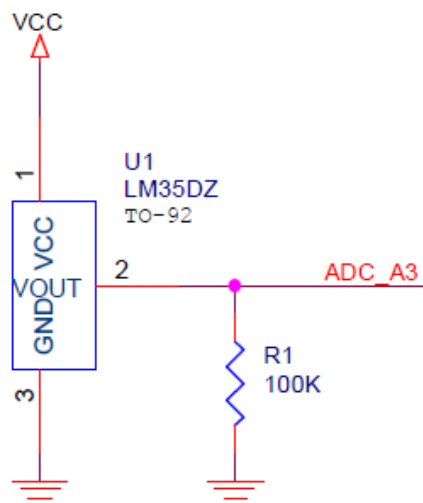 VCC
1
U1
LM35DZ
TO-92
VCC
VOUT
GND
2
ADC_A3
R1
100K
3